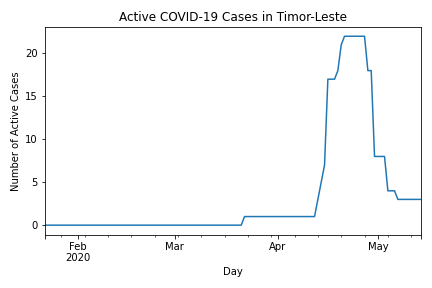 Active COVID-19 Cases in Timor-Leste
Number of Active Cases
20
15
10
5
0
Feb
2020
Mar
Apr
May
Day